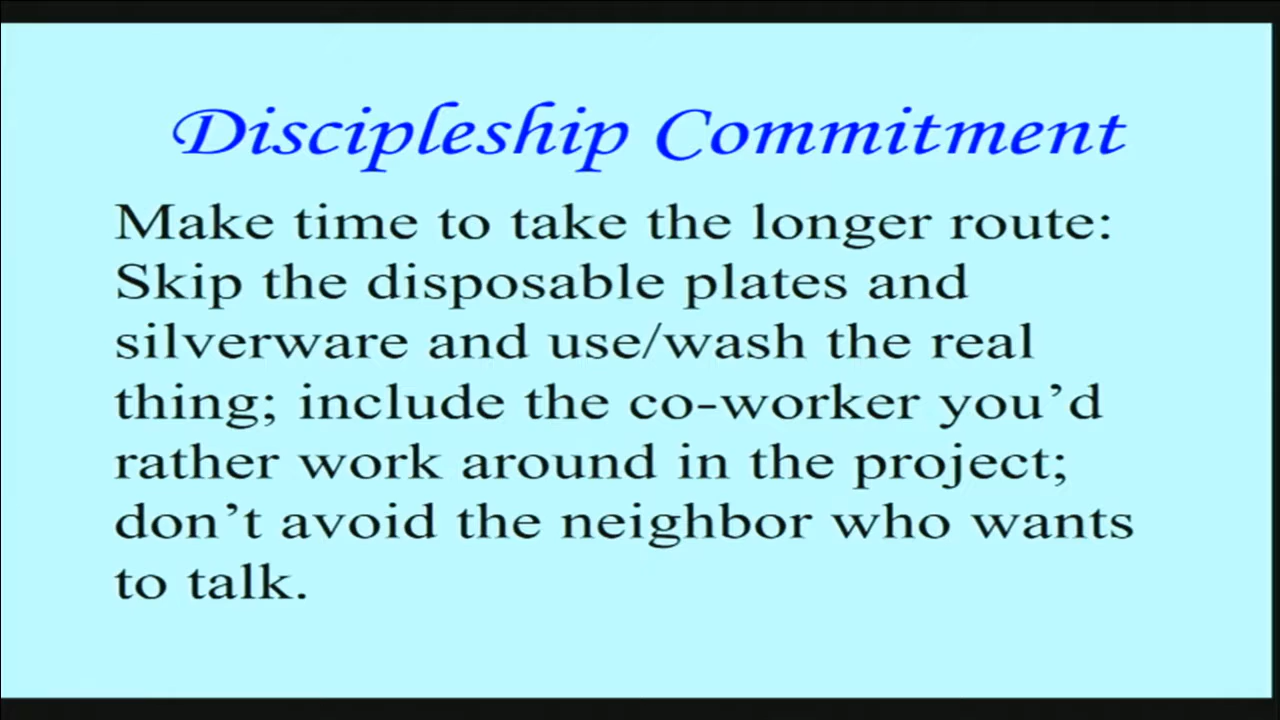 Discipleship Commitment
Make time to take the longer route:
Skip the disposable plates and
silverware and use/wash the real
thing; include the co-worker you’d
rather work around in the project;
don’t avoid the neighbor who wants
to talk.